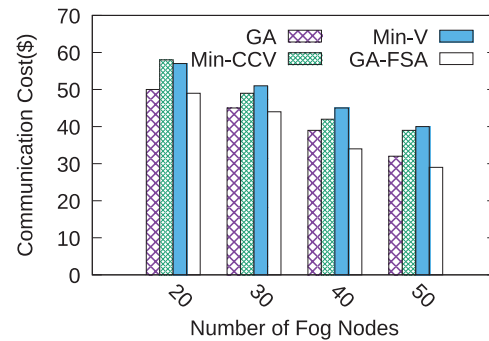 70
60
50
40
30
20
10
0
Communication Cost($)
GA
Min-V
Min-CCV
GA-FSA
20
30
40
50
Number of Fog Nodes